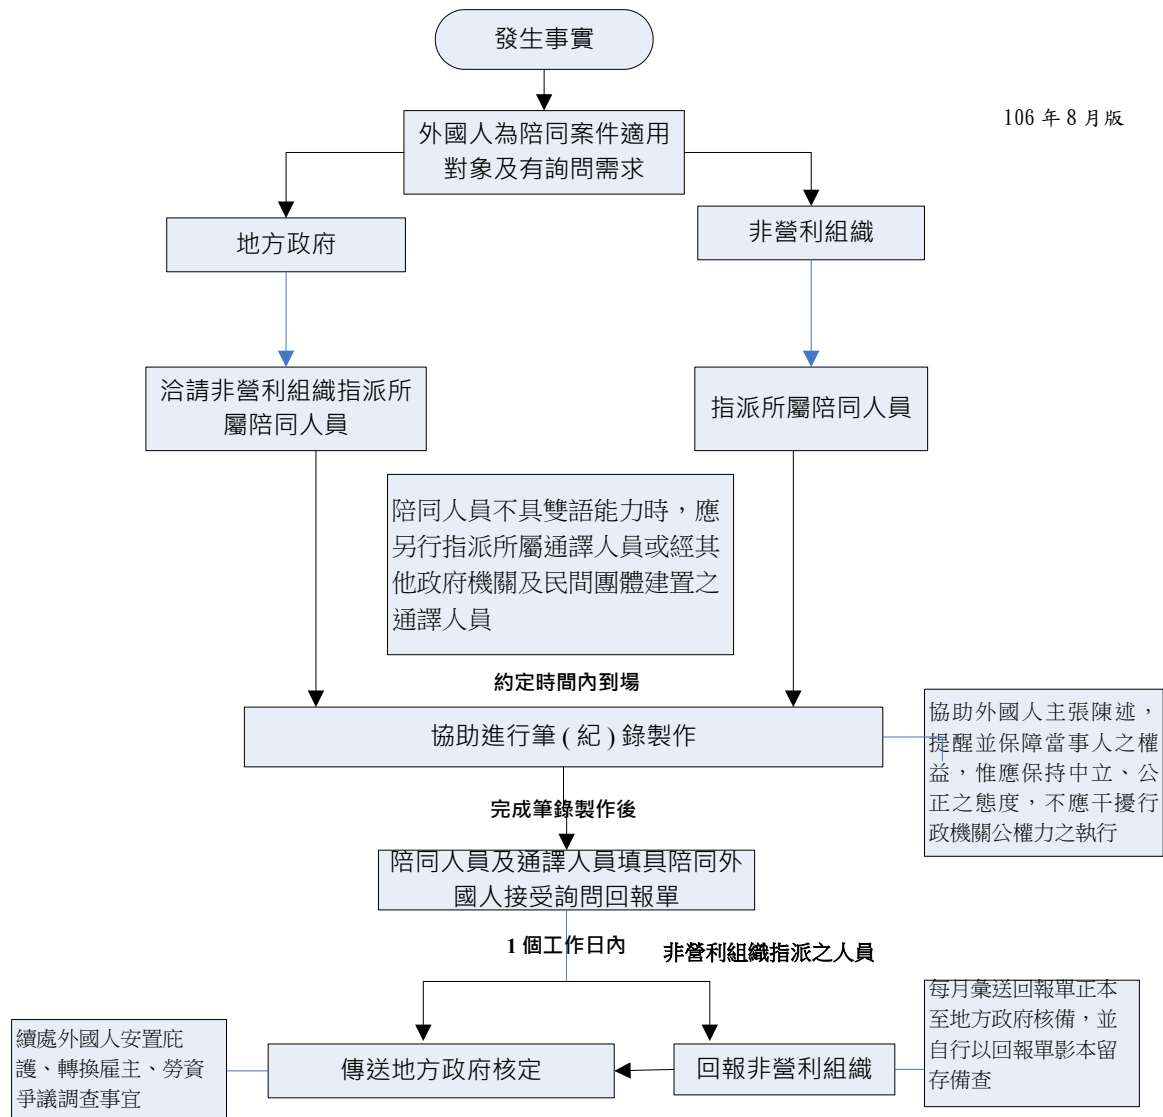 發生事實
106 年 8 月版
外國人為陪同案件適用
對象及有詢問需求
地方政府
非營利組織
洽請非營利組織指派所
屬陪同人員
指派所屬陪同人員
陪同人員不具雙語能力時，應
另行指派所屬通譯人員或經其
他政府機關及民間團體建置之
通譯人員
約定時間內到場
協助進行筆 ( 紀 ) 錄製作
協助外國人主張陳述，
提醒並保障當事人之權
益，惟應保持中立、公
正之態度，不應干擾行
政機關公權力之執行
完成筆錄製作後
陪同人員及通譯人員填具陪同外
國人接受詢問回報單
1 個工作日內
非營利組織指派之人員
續處外國人安置庇
護、轉換雇主、勞資
爭議調查事宜
傳送地方政府核定
回報非營利組織
每月彙送回報單正本
至地方政府核備，並
自行以回報單影本留
存備查